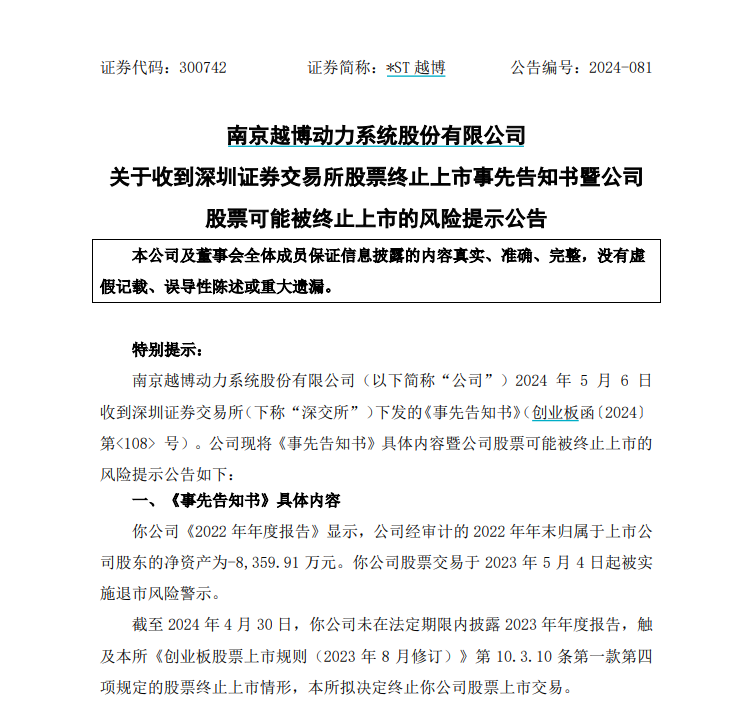 证券代码：300742 证券简称：*ST 越博 公告编号：2024-081
南京越博动力系统股份有限公司
关于收到深圳证券交易所股票终止上市事先告知书暨公司
股票可能被终止上市的风险提示公告
本公司及董事会全体成员保证信息披露的内容真实、准确、完整，没有虚
假记载、误导性陈述或重大遗漏。
特别提示：
南京越博动力系统股份有限公司（以下简称“公司”）2024 年 5 月 6 日
收到深圳证券交易所（下称“深交所”）下发的《事先告知书》（创业板函〔2024〕
第<108> 号）。公司现将《事先告知书》具体内容暨公司股票可能被终止上市的
风险提示公告如下：
一、《事先告知书》具体内容
你公司《2022 年年度报告》显示，公司经审计的 2022 年年末归属于上市公
司股东的净资产为-8,359.91 万元。你公司股票交易于 2023 年 5 月 4 日起被实
施退市风险警示。
截至 2024 年 4 月 30 日，你公司未在法定期限内披露 2023 年年度报告，触
及本所《创业板股票上市规则（2023 年 8 月修订）》第 10.3.10 条第一款第四
项规定的股票终止上市情形，本所拟决定终止你公司股票上市交易。